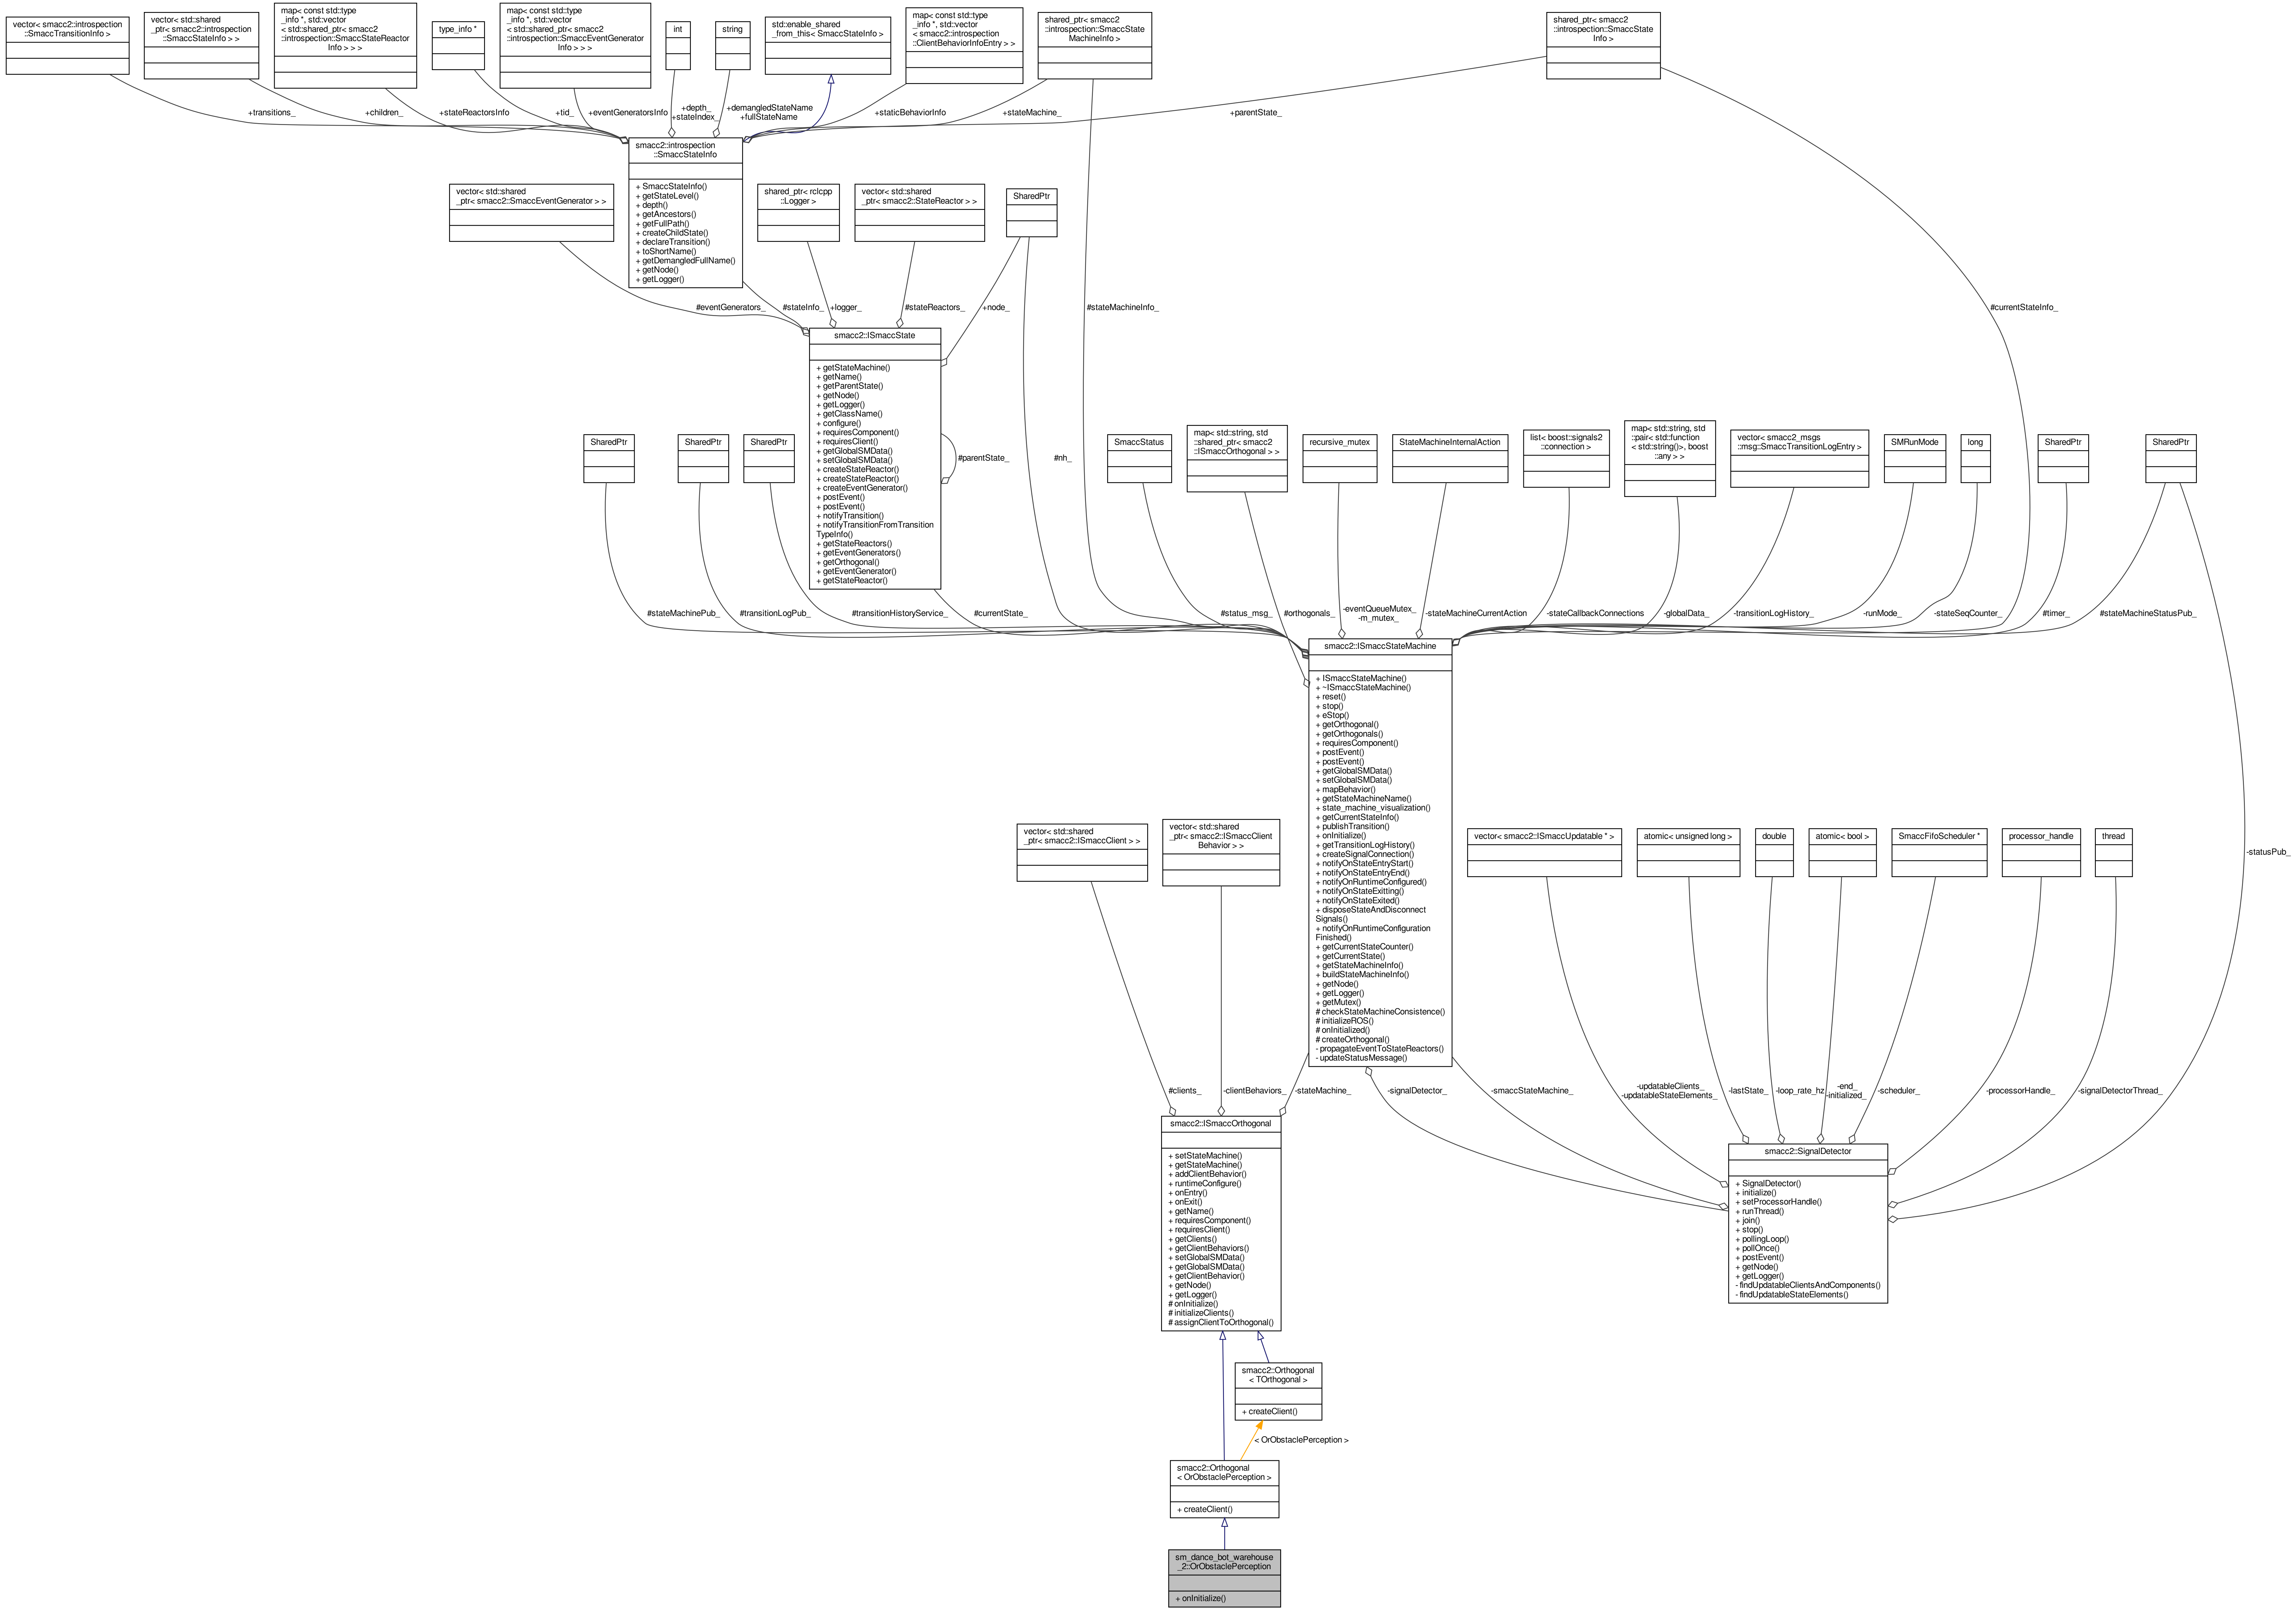 vector< smacc2::introspection
::SmaccTransitionInfo >
vector< std::shared
_ptr< smacc2::introspection
::SmaccStateInfo > >
map< const std::type
_info *, std::vector
< std::shared_ptr< smacc2
::introspection::SmaccStateReactor
Info > > >
type_info *
map< const std::type
_info *, std::vector
< std::shared_ptr< smacc2
::introspection::SmaccEventGenerator
Info > > >
int
string
std::enable_shared
_from_this< SmaccStateInfo >
map< const std::type
_info *, std::vector
< smacc2::introspection
::ClientBehaviorInfoEntry > >
shared_ptr< smacc2
::introspection::SmaccState
MachineInfo >
shared_ptr< smacc2
::introspection::SmaccState
Info >
+transitions_
+children_
+stateReactorsInfo
+tid_
+eventGeneratorsInfo
+depth_
+stateIndex_
+demangledStateName
+fullStateName
+staticBehaviorInfo
+stateMachine_
+parentState_
smacc2::introspection
::SmaccStateInfo
+ SmaccStateInfo()
+ getStateLevel()
+ depth()
+ getAncestors()
+ getFullPath()
+ createChildState()
+ declareTransition()
+ toShortName()
+ getDemangledFullName()
+ getNode()
+ getLogger()
vector< std::shared
_ptr< smacc2::SmaccEventGenerator > >
shared_ptr< rclcpp
::Logger >
vector< std::shared
_ptr< smacc2::StateReactor > >
SharedPtr
#eventGenerators_
#stateInfo_
+logger_
#stateReactors_
+node_
#stateMachineInfo_
#currentStateInfo_
smacc2::ISmaccState
+ getStateMachine()
+ getName()
+ getParentState()
+ getNode()
+ getLogger()
+ getClassName()
+ configure()
+ requiresComponent()
+ requiresClient()
+ getGlobalSMData()
+ setGlobalSMData()
+ createStateReactor()
+ createStateReactor()
+ createEventGenerator()
+ postEvent()
+ postEvent()
+ notifyTransition()
+ notifyTransitionFromTransition
TypeInfo()
+ getStateReactors()
+ getEventGenerators()
+ getOrthogonal()
+ getEventGenerator()
+ getStateReactor()
#parentState_
#nh_
SharedPtr
SharedPtr
SharedPtr
SmaccStatus
map< std::string, std
::shared_ptr< smacc2
::ISmaccOrthogonal > >
recursive_mutex
StateMachineInternalAction
list< boost::signals2
::connection >
map< std::string, std
::pair< std::function
< std::string()>, boost
::any > >
vector< smacc2_msgs
::msg::SmaccTransitionLogEntry >
SMRunMode
long
SharedPtr
SharedPtr
#stateMachinePub_
#transitionLogPub_
#transitionHistoryService_
#currentState_
#status_msg_
#orthogonals_
-eventQueueMutex_
-m_mutex_
-stateMachineCurrentAction
-stateCallbackConnections
-globalData_
-transitionLogHistory_
-runMode_
-stateSeqCounter_
#timer_
#stateMachineStatusPub_
smacc2::ISmaccStateMachine
+ ISmaccStateMachine()
+ ~ISmaccStateMachine()
+ reset()
+ stop()
+ eStop()
+ getOrthogonal()
+ getOrthogonals()
+ requiresComponent()
+ postEvent()
+ postEvent()
+ getGlobalSMData()
+ setGlobalSMData()
+ mapBehavior()
+ getStateMachineName()
+ state_machine_visualization()
+ getCurrentStateInfo()
+ publishTransition()
+ onInitialize()
+ getTransitionLogHistory()
+ createSignalConnection()
+ notifyOnStateEntryStart()
+ notifyOnStateEntryEnd()
+ notifyOnRuntimeConfigured()
+ notifyOnStateExitting()
+ notifyOnStateExited()
+ disposeStateAndDisconnect
Signals()
+ notifyOnRuntimeConfiguration
Finished()
+ getCurrentStateCounter()
+ getCurrentState()
+ getStateMachineInfo()
+ buildStateMachineInfo()
+ getNode()
+ getLogger()
+ getMutex()
# checkStateMachineConsistence()
# initializeROS()
# onInitialized()
# createOrthogonal()
- propagateEventToStateReactors()
- updateStatusMessage()
vector< std::shared
_ptr< smacc2::ISmaccClient > >
vector< std::shared
_ptr< smacc2::ISmaccClient
Behavior > >
vector< smacc2::ISmaccUpdatable * >
atomic< unsigned long >
double
atomic< bool >
SmaccFifoScheduler *
processor_handle
thread
-statusPub_
#clients_
-clientBehaviors_
-stateMachine_
-signalDetector_
-smaccStateMachine_
-updatableClients_
-updatableStateElements_
-lastState_
-loop_rate_hz
-end_
-initialized_
-scheduler_
-processorHandle_
-signalDetectorThread_
smacc2::ISmaccOrthogonal
+ setStateMachine()
+ getStateMachine()
+ addClientBehavior()
+ runtimeConfigure()
+ onEntry()
+ onExit()
+ getName()
+ requiresComponent()
+ requiresClient()
+ getClients()
+ getClientBehaviors()
+ setGlobalSMData()
+ getGlobalSMData()
+ getClientBehavior()
+ getNode()
+ getLogger()
# onInitialize()
# initializeClients()
# assignClientToOrthogonal()
smacc2::SignalDetector
+ SignalDetector()
+ initialize()
+ setProcessorHandle()
+ runThread()
+ join()
+ stop()
+ pollingLoop()
+ pollOnce()
+ postEvent()
+ getNode()
+ getLogger()
- findUpdatableClientsAndComponents()
- findUpdatableStateElements()
smacc2::Orthogonal
< TOrthogonal >
+ createClient()
< OrObstaclePerception >
smacc2::Orthogonal
< OrObstaclePerception >
+ createClient()
sm_dance_bot_warehouse
_2::OrObstaclePerception
+ onInitialize()